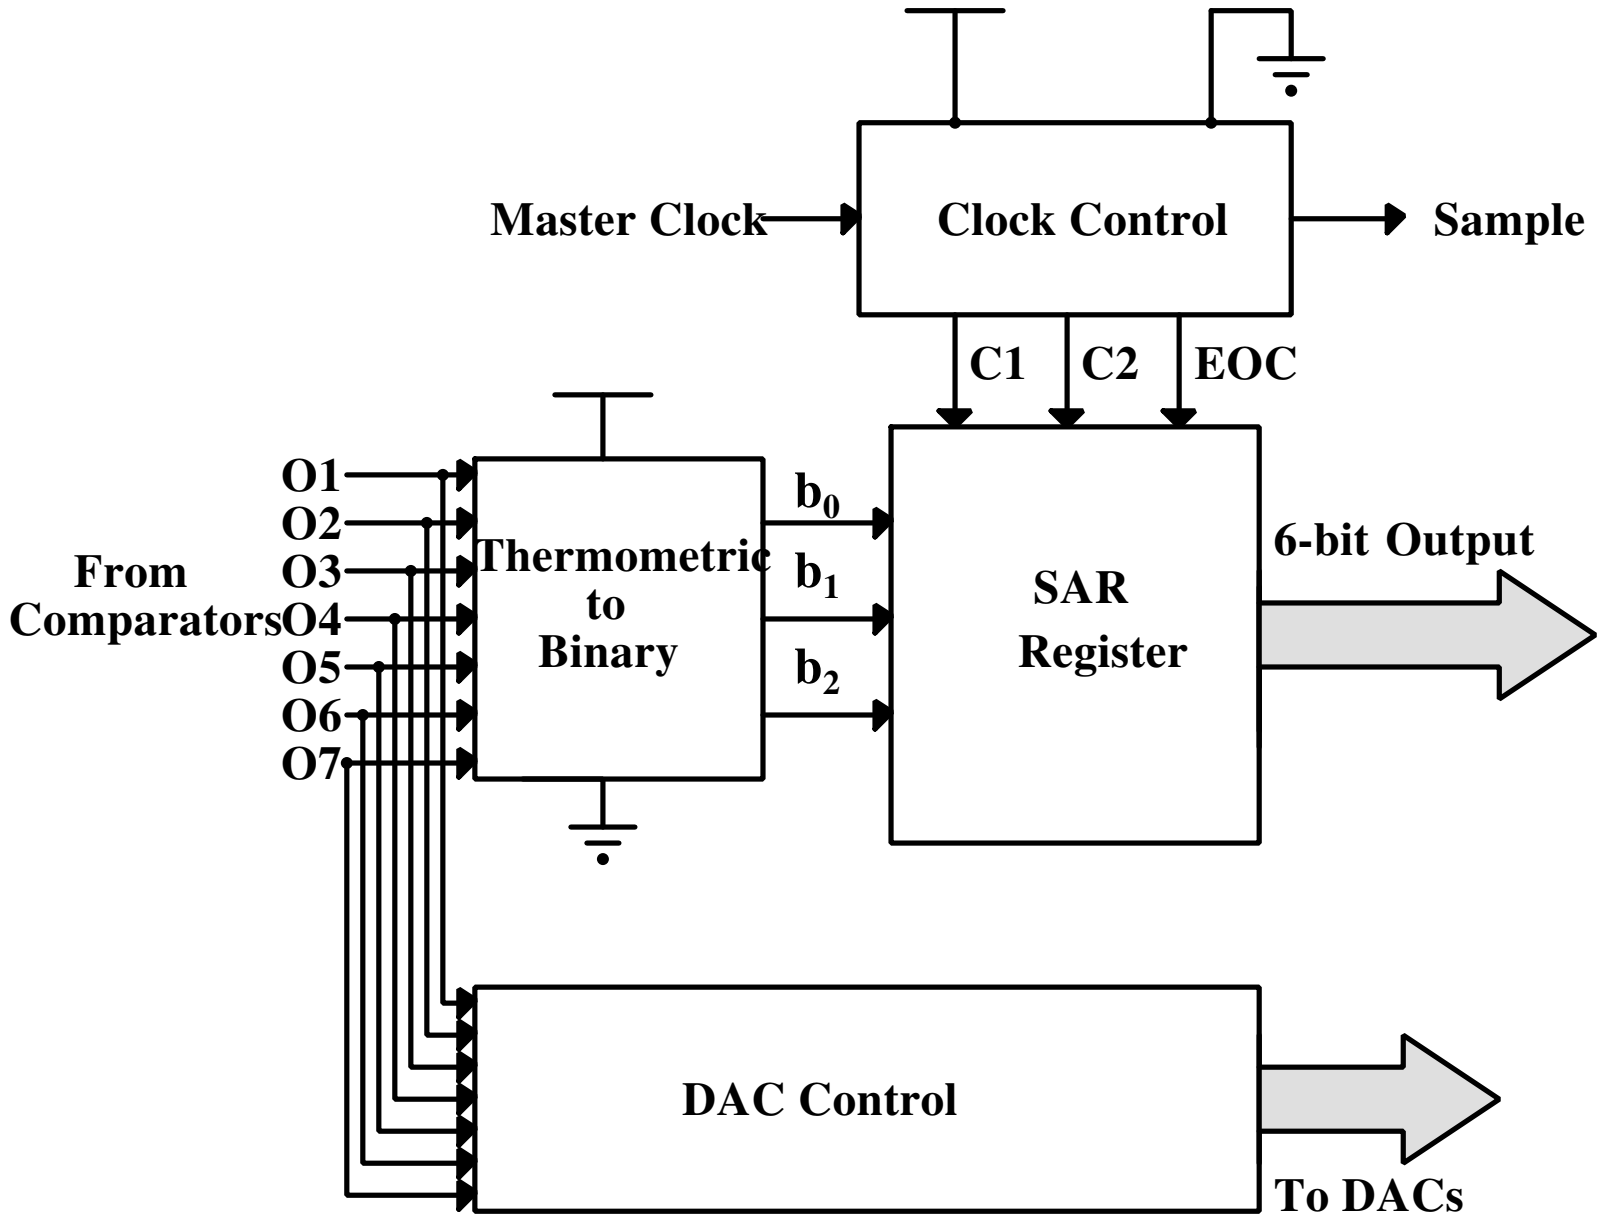 Master Clock
Clock Control
Sample
C1
C2
EOC
From
Comparators
O1
O2
O3
O4
O5
O6
O7
Thermometric
to
Binary
b0
b1
b2
SAR
Register
6-bit Output
DAC Control
To DACs